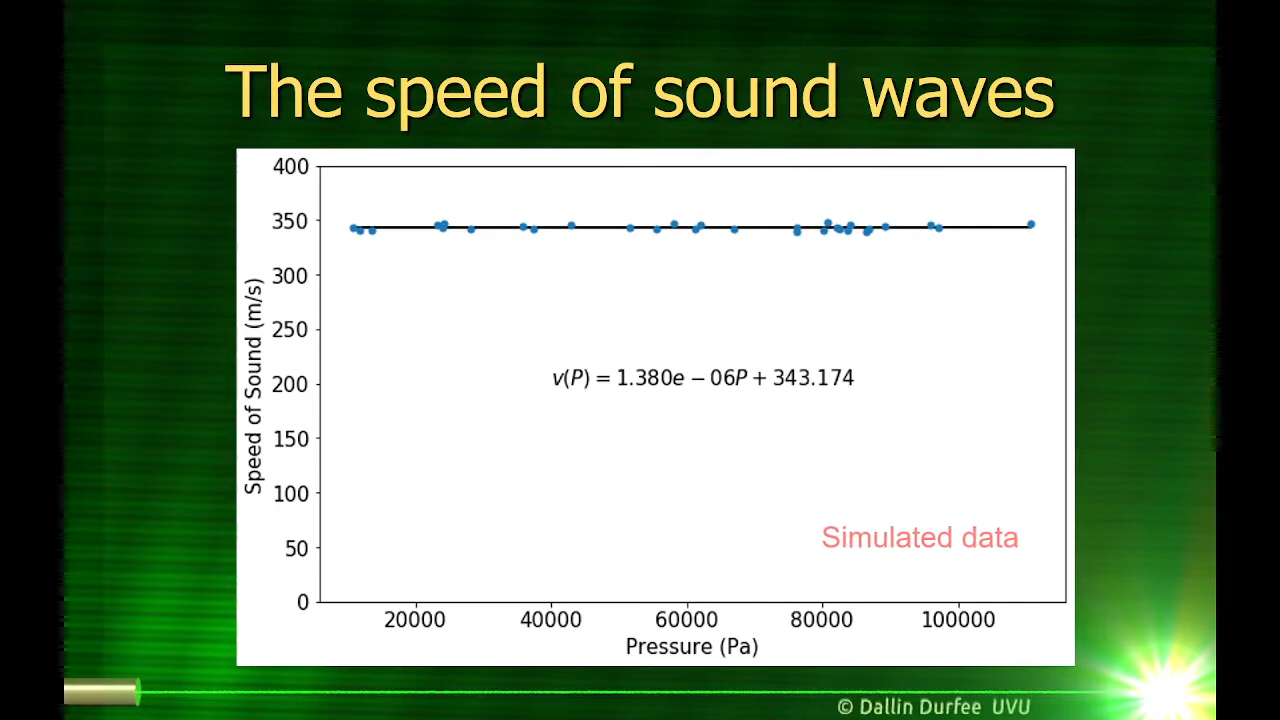 The speed of sound waves
400
350
300
250
200
150
100
50
0
Speed of Sound (m/s)
v(P) = 1.380e − 06P + 343.174
Simulated data
20000 40000 60000 80000 100000
Pressure (Pa)
© Dallin Durfee UVU